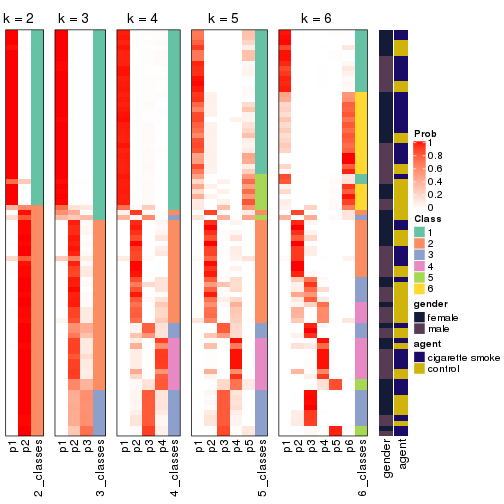 k = 2
k = 3
k = 4
k = 5
k = 6
Prob
1
0.8
0.6
0.4
0.2
0
Class
1
2
3
4
5
6
gender
female
male
agent
cigarette smoke
control
p1
p2
2_classes
p1
p2
p3
3_classes
p1
p2
p3
p4
4_classes
p1
p2
p3
p4
p5
5_classes
p1
p2
p3
p4
p5
p6
6_classes
gender
agent